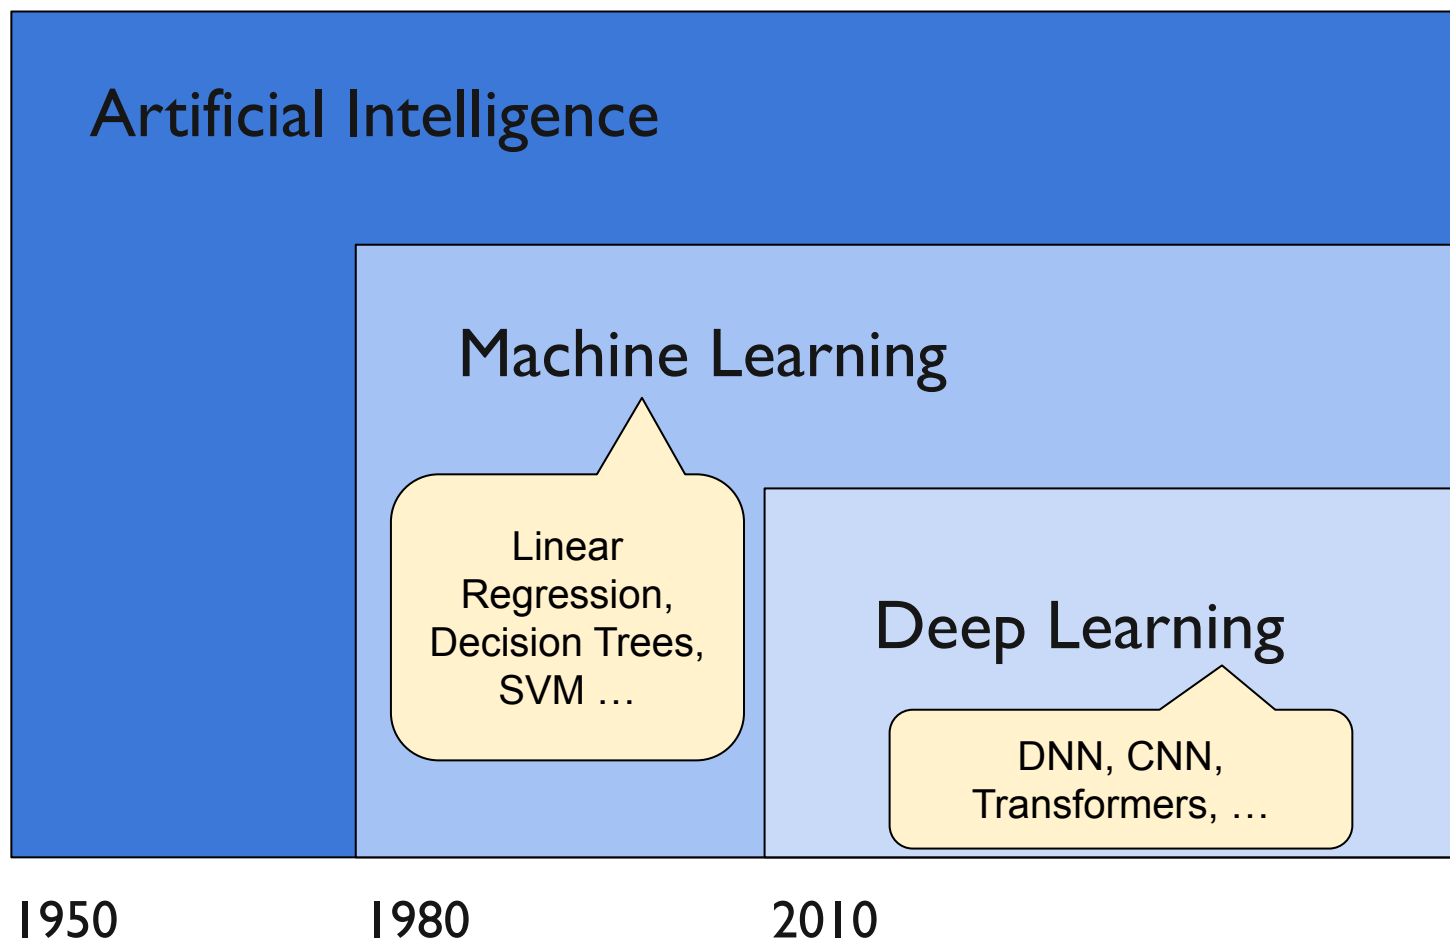 Artificial Intelligence
Machine Learning
Linear
Regression,
Decision Trees,
SVM …
Deep Learning
DNN, CNN,
Transformers, …
1950
1980
2010